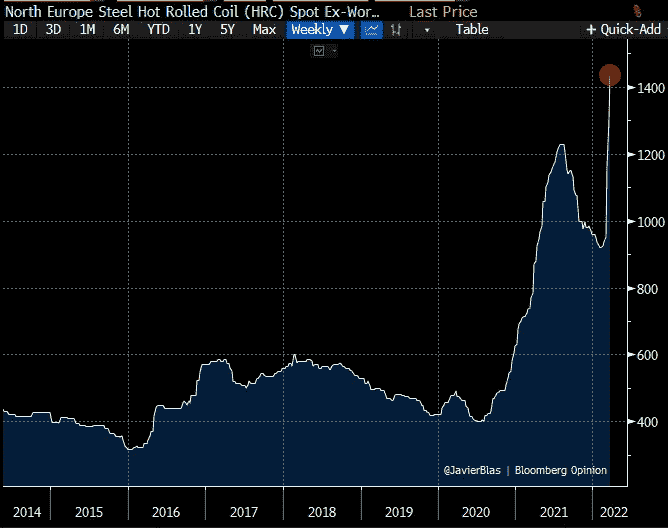 North Europe Steel Hot Rolled Coil (HRC) Spot Ex-Wor... Last Price
1D 3D 1M 6M YTD 1Y 5Y Max Weekly ▼ Table + Quick-Add
1400
1200
1000
800
600
400
@JavierBlas | Bloomberg Opinion
2014 2015 2016 2017 2018 2019 2020 2021 2022